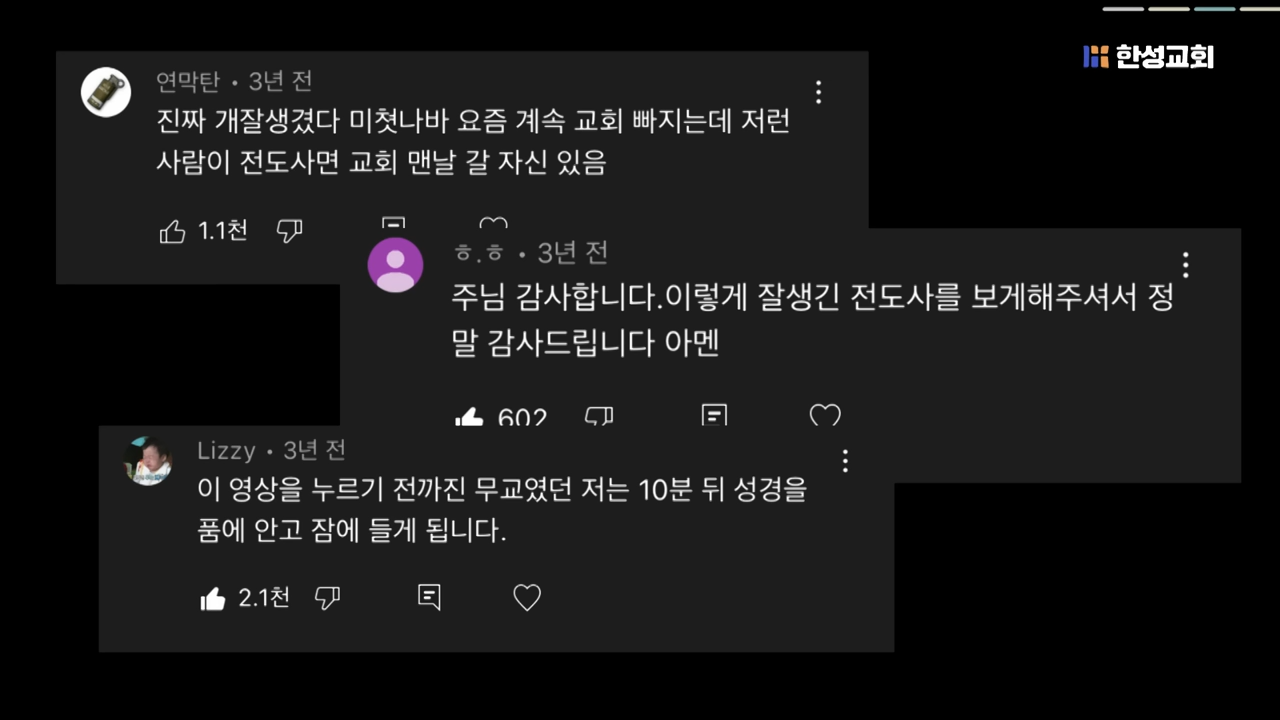 한성교회
연막탄 • 3년 전
진짜 개잘생겼다 미쳣나바 요즘 계속 교회 빠지는데 저런
사람이 전도사면 교회 맨날 갈 자신 있음
1.1천
ㅎ.ㅎ • 3년 전
주님 감사합니다.이렇게 잘생긴 전도사를 보게해주셔서 정
말 감사드립니다 아멘
602
Lizzy • 3년 전
이 영상을 누르기 전까진 무교였던 저는 10분 뒤 성경을
품에 안고 잠에 들게 됩니다.
2.1천